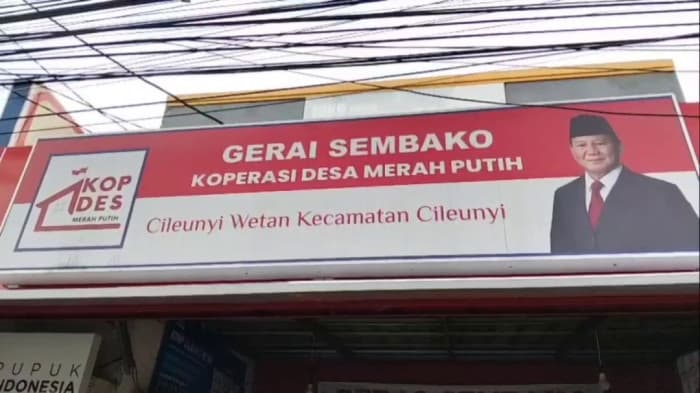 GERAI SEMBAKO
KOPERASI DESA MERAH PUTIH
Cileunyi Wetan Kecamatan Cileunyi
KOP
DES
MERAH PUTIH
PUPUK
INDONESIA